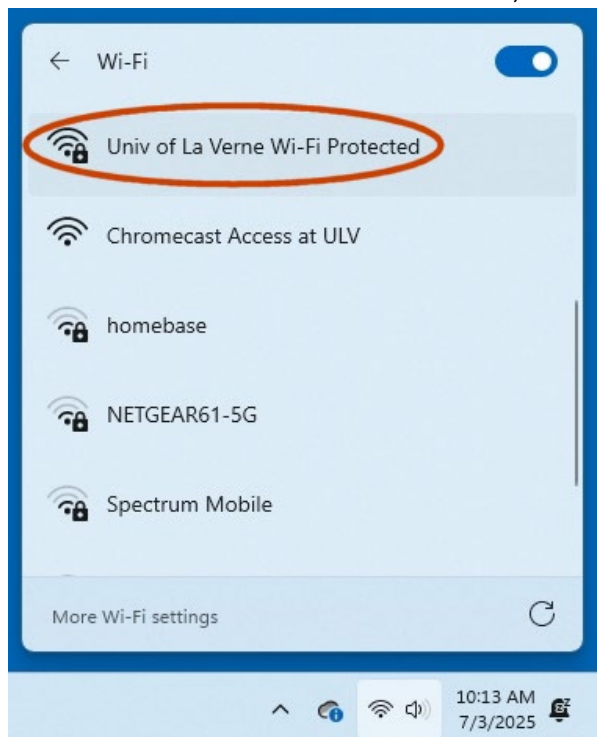 Wi-Fi
Univ of La Verne Wi-Fi Protected
Chromecast Access at ULV
homebase
NETGEAR61-5G
Spectrum Mobile
More Wi-Fi settings
10:13 AM
7/3/2025